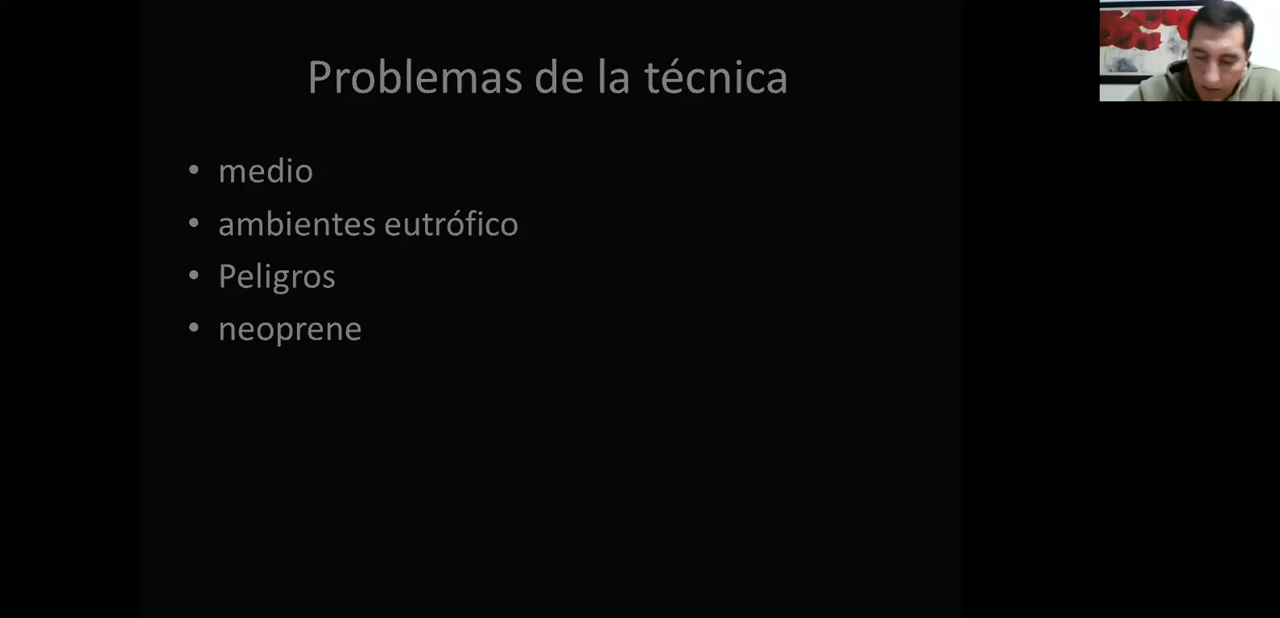 Problemas de la técnica
• medio
• ambientes eutrófico
• Peligros
• neoprene